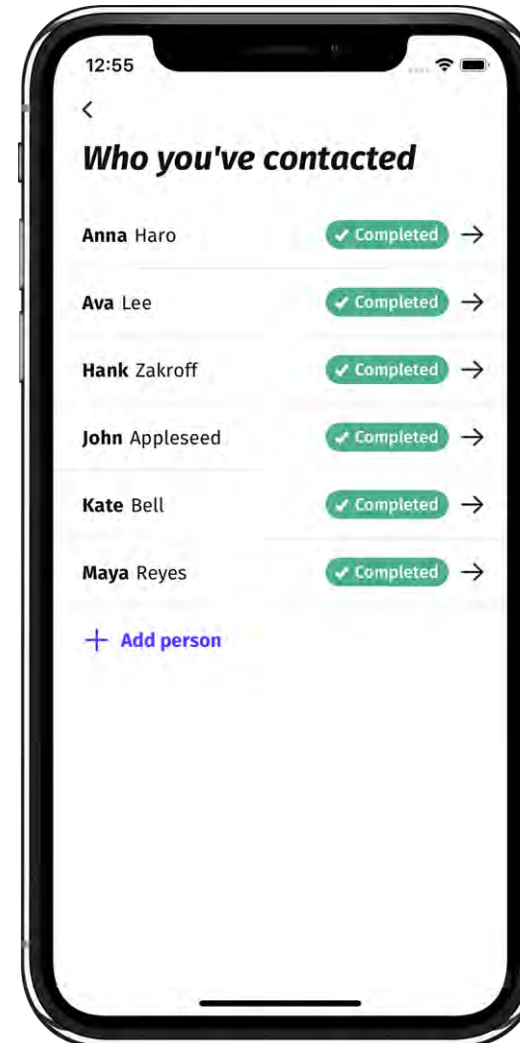 12:55
Who you've contacted
Anna Haro Completed
Ava Lee Completed
Hank Zakroff Completed
John Appleseed Completed
Kate Bell Completed
Maya Reyes Completed
+ Add person